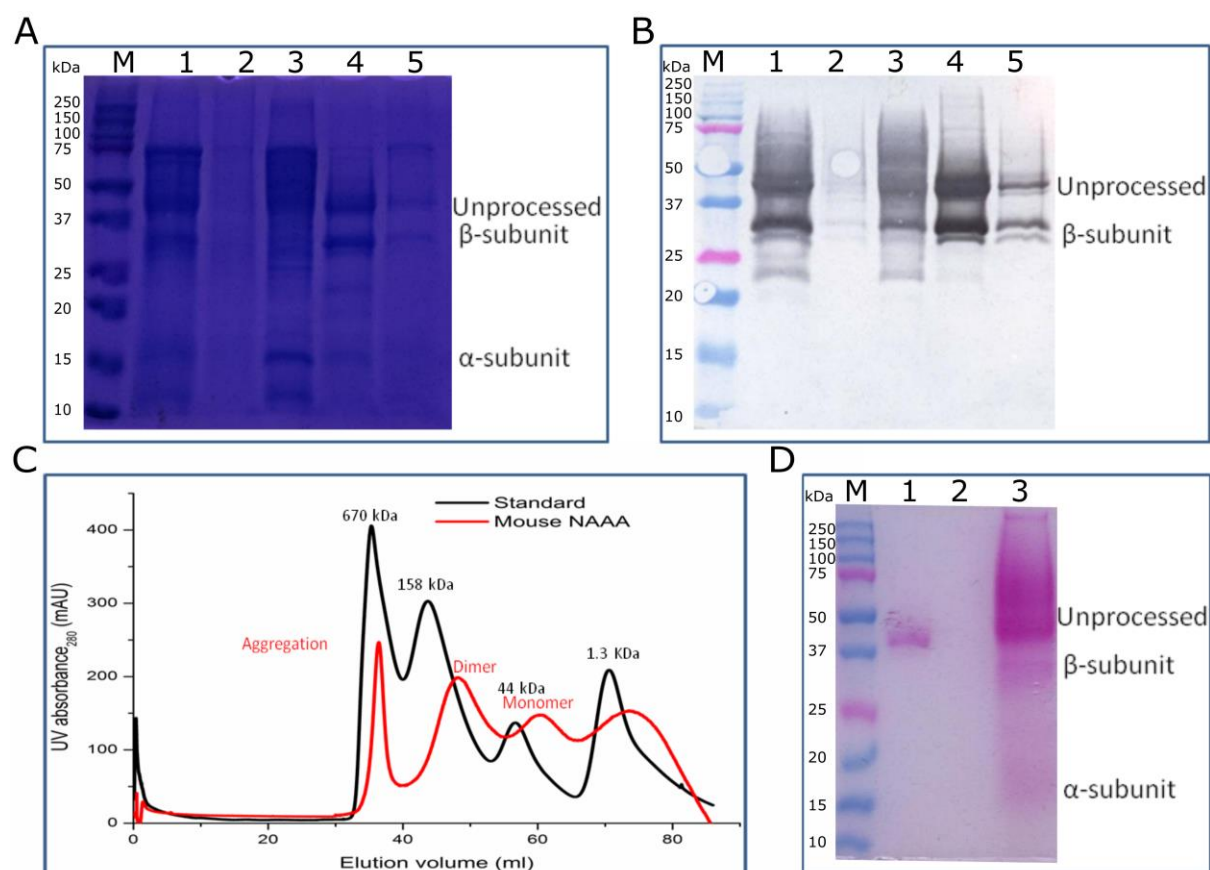 A
kDa M 1 2 3 4 5
250
150
100
75
50
37
25
20
15
10
Unprocessed
β-subunit
α-subunit
B
kDa M 1 2 3 4 5
250
150
100
75
50
37
25
20
15
10
Unprocessed
β-subunit
C
UV absorbance280 (mAU)
400
300
200
100
0
670 kDa
158 kDa
44 kDa
1.3 KDa
Standard
Mouse NAAA
Aggregation
Dimer
Monomer
0 20 40 60 80
Elution volume (ml)
D
kDa M 1 2 3
250
150
100
75
50
37
25
20
15
10
Unprocessed
β-subunit
α-subunit